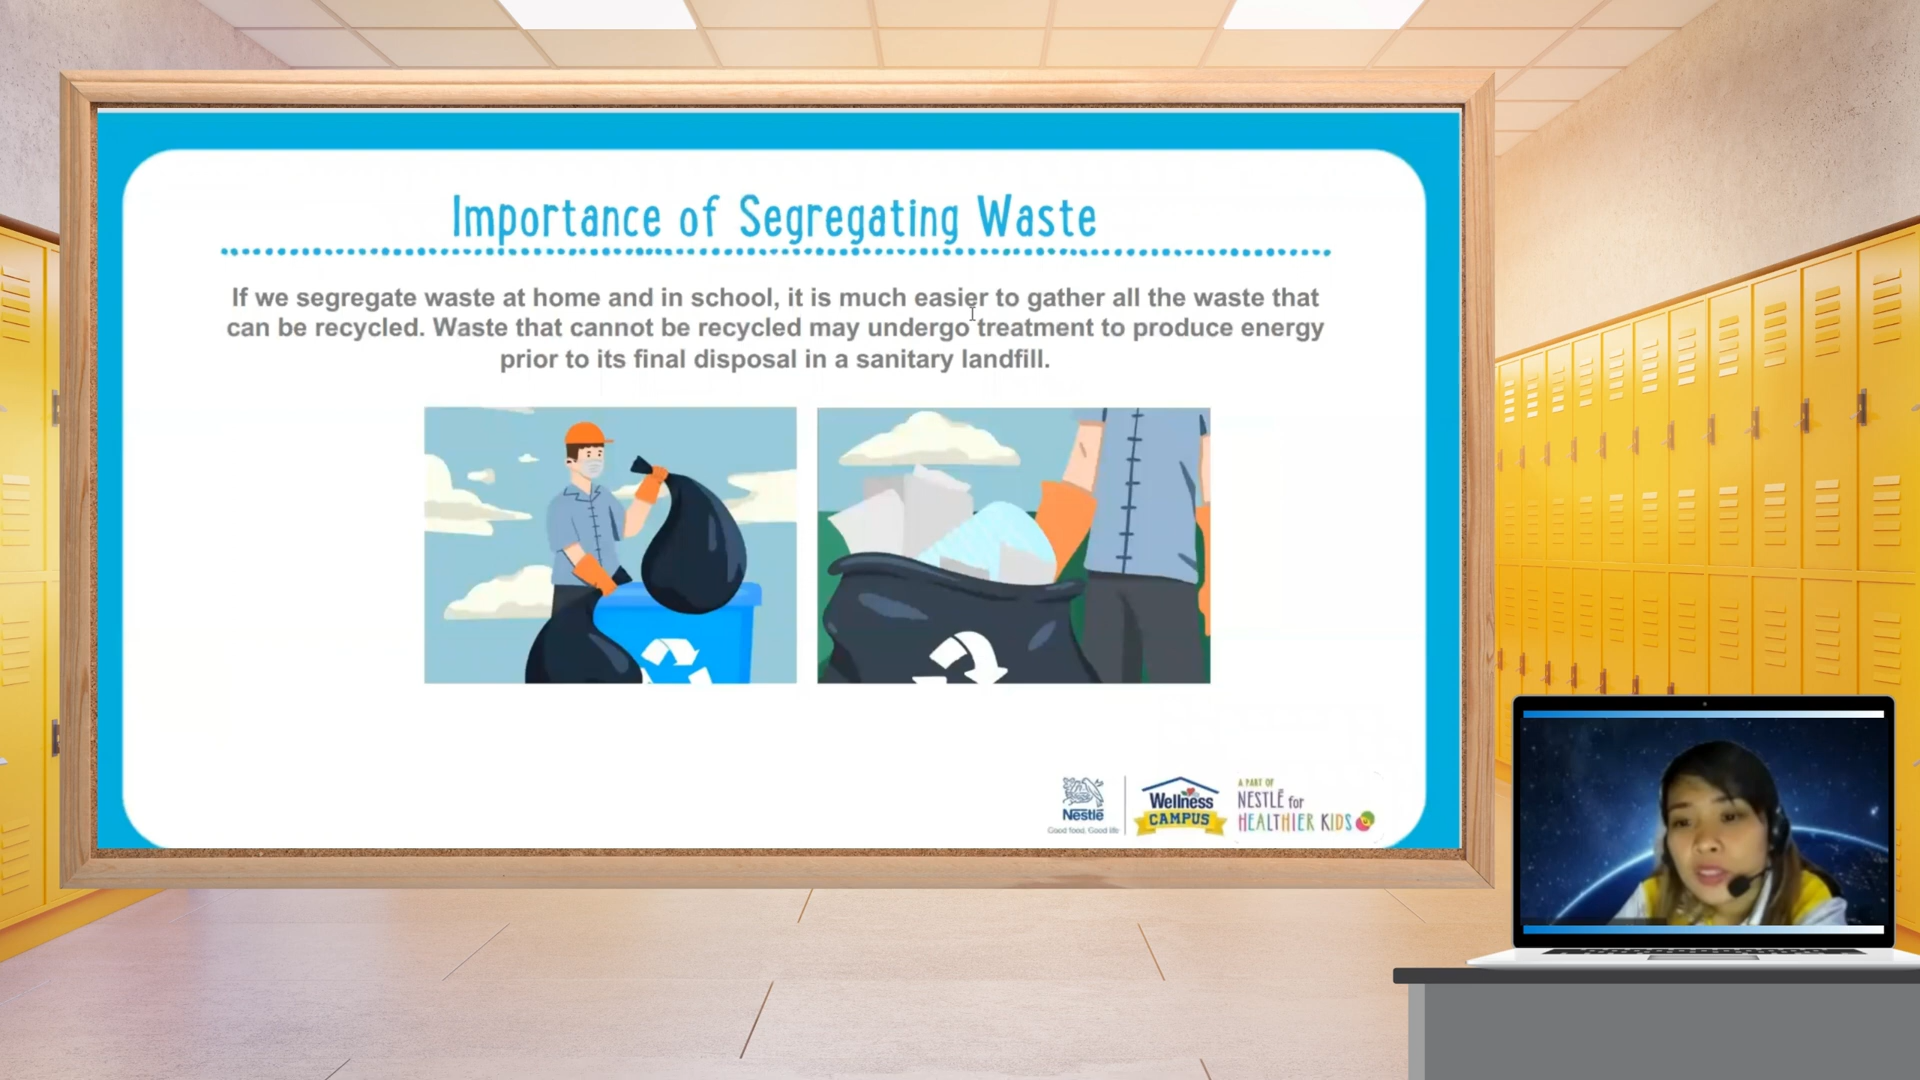 Importance of Segregating Waste
If we segregate waste at home and in school, it is much easier to gather all the waste that
can be recycled. Waste that cannot be recycled may undergo treatment to produce energy
prior to its final disposal in a sanitary landfill.
Nestlé
Good food, Good life
Wellness
CAMPUS
A PART OF
NESTLÉ for
HEALTHIER KIDS